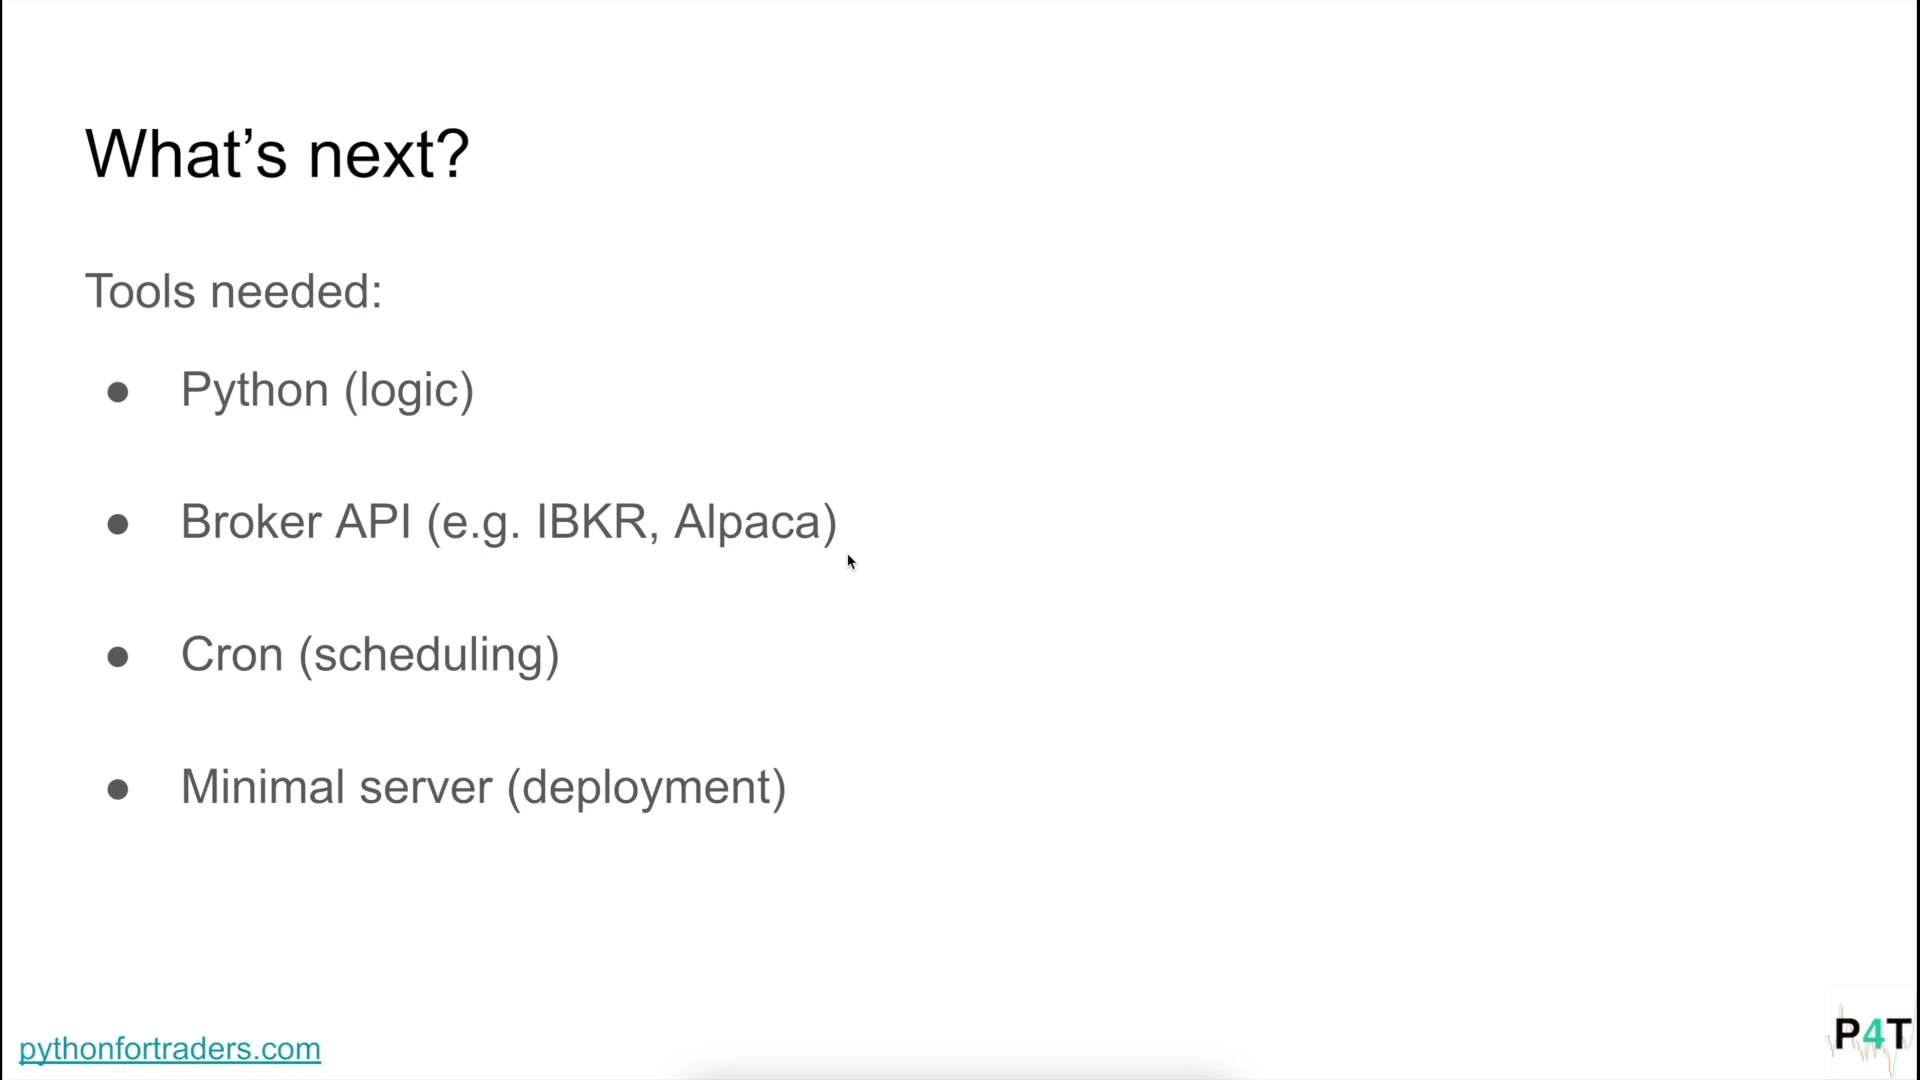 What’s next?
Tools needed:
● Python (logic)
● Broker API (e.g. IBKR, Alpaca)
● Cron (scheduling)
● Minimal server (deployment)
pythonfortraders.com
P4T